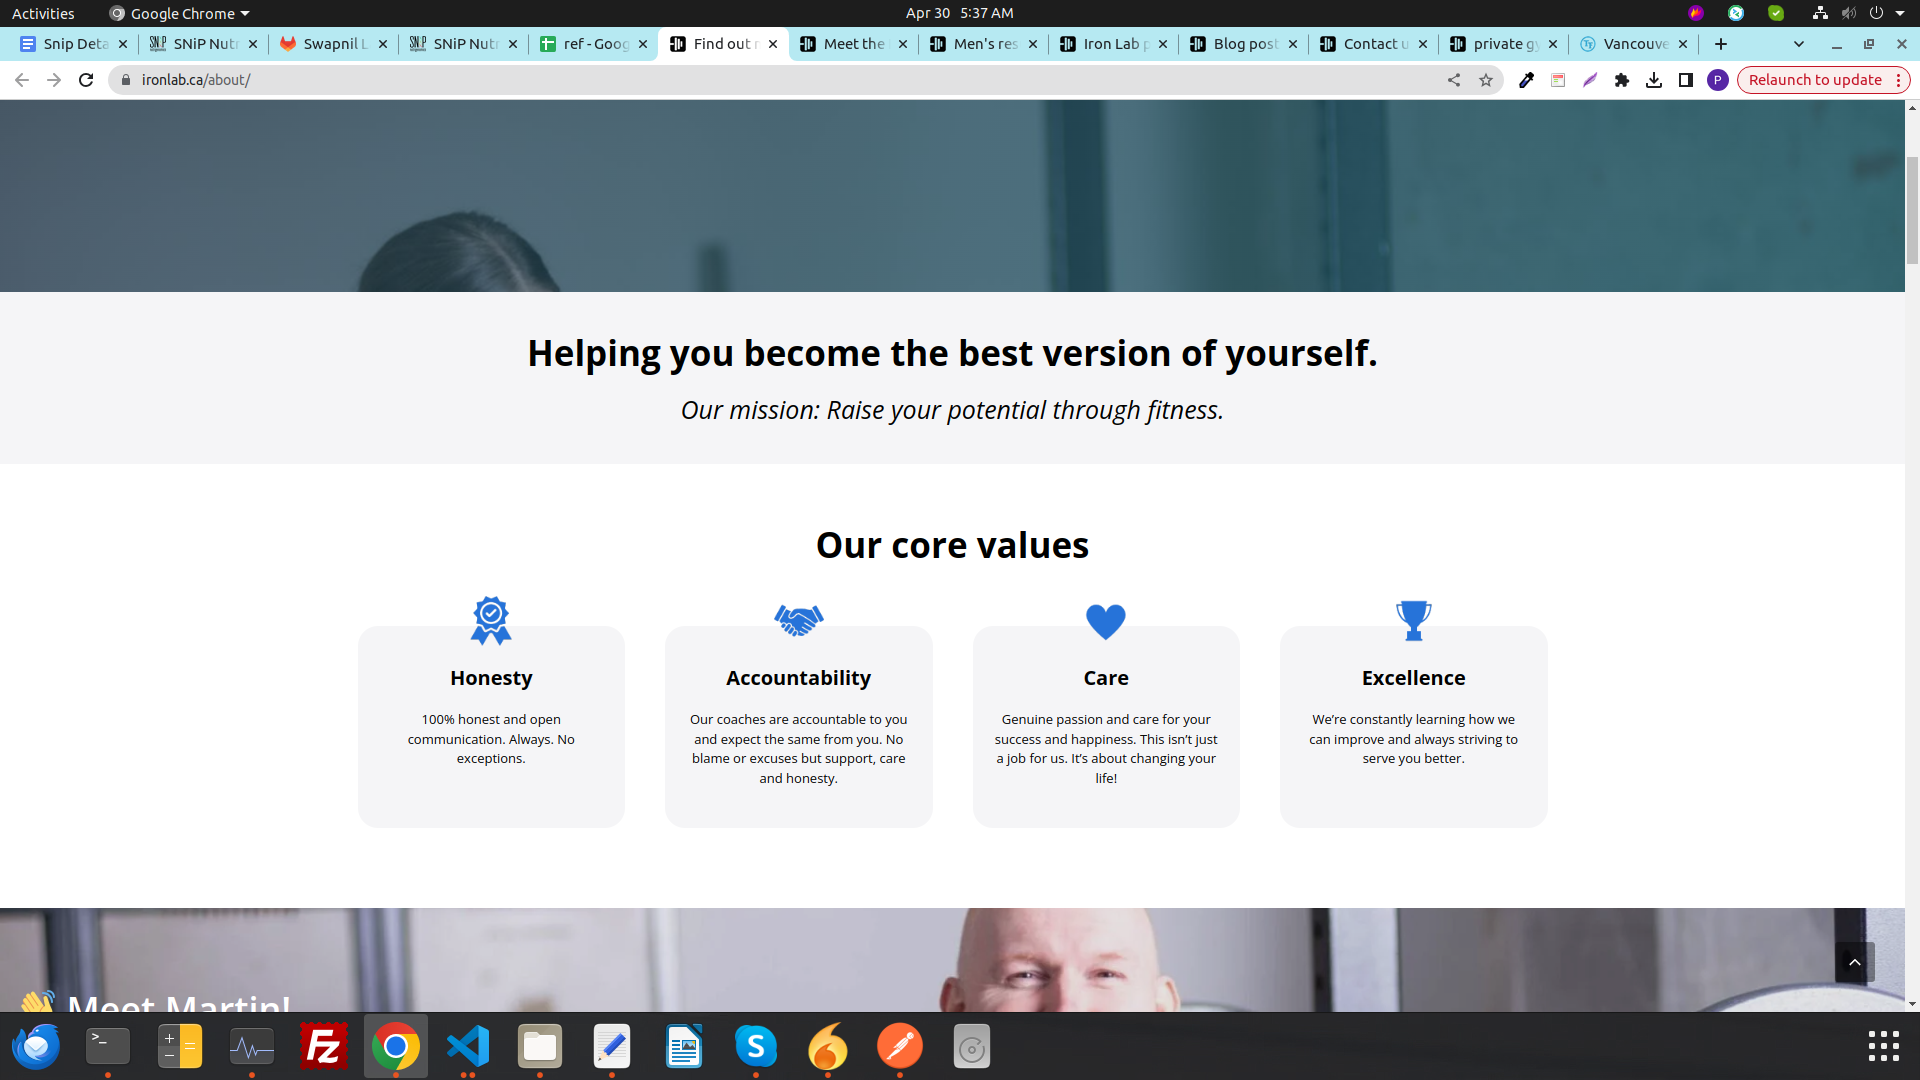 Activities
Google Chrome
Apr 30 5:37 AM
Snip Deta
SNiP Nutr
Swapnil L
SNiP Nutr
ref - Goog
Find out
Meet the
Men's res
Iron Lab p
Blog post
Contact u
private gy
Vancouve
ironlab.ca/about/
P
Relaunch to update
Helping you become the best version of yourself.
Our mission: Raise your potential through fitness.
Our core values
Honesty
100% honest and open
communication. Always. No
exceptions.
Accountability
Our coaches are accountable to you
and expect the same from you. No
blame or excuses but support, care
and honesty.
Care
Genuine passion and care for your
success and happiness. This isn’t just
a job for us. It’s about changing your
life!
Excellence
We’re constantly learning how we
can improve and always striving to
serve you better.
Meet Martin!